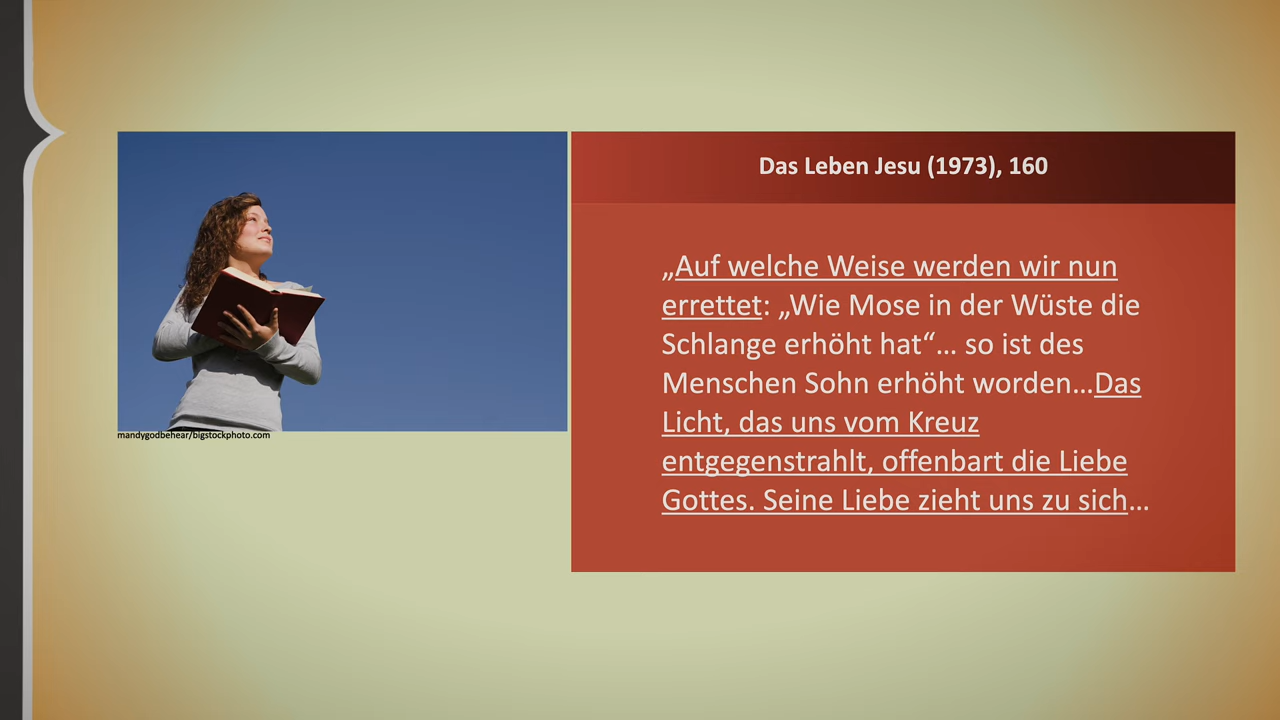 Das Leben Jesu (1973), 160
„Auf welche Weise werden wir nun
errettet: „Wie Mose in der Wüste die
Schlange erhöht hat“... so ist des
Menschen Sohn erhöht worden...Das
Licht, das uns vom Kreuz
entgegenstrahlt, offenbart die Liebe
Gottes. Seine Liebe zieht uns zu sich...
mandygodbehear/bigstockphoto.com